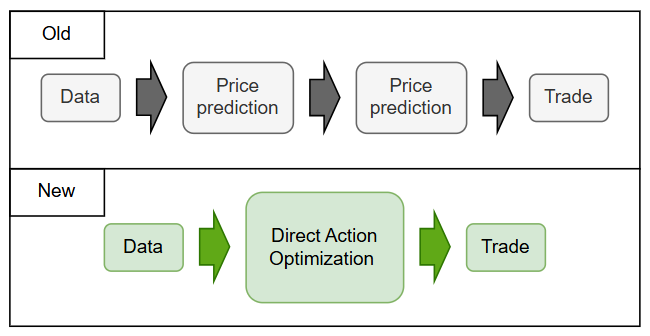 Old
Data
Price
prediction
Price
prediction
Trade
New
Data
Direct Action
Optimization
Trade